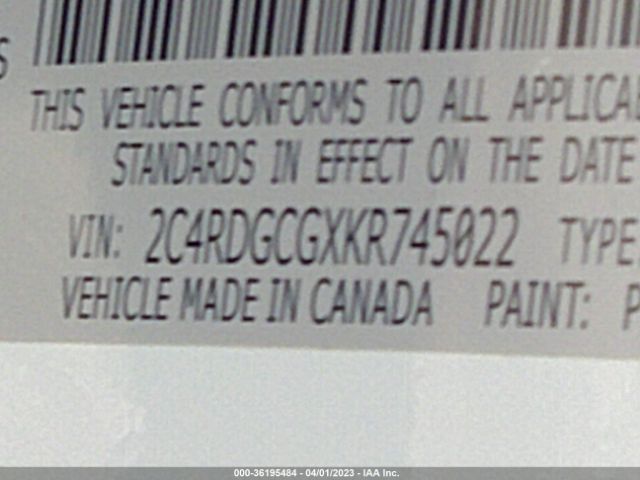 S
THIS VEHICLE CONFORMS TO ALL
STANDARDS IN EFFECT ON THE DATE
VIN: 2C4RDGCGXKR745022 TYPE:
VEHICLE MADE IN CANADA PAINT: P
000-36195484 - 04/01/2023 - IAA Inc.